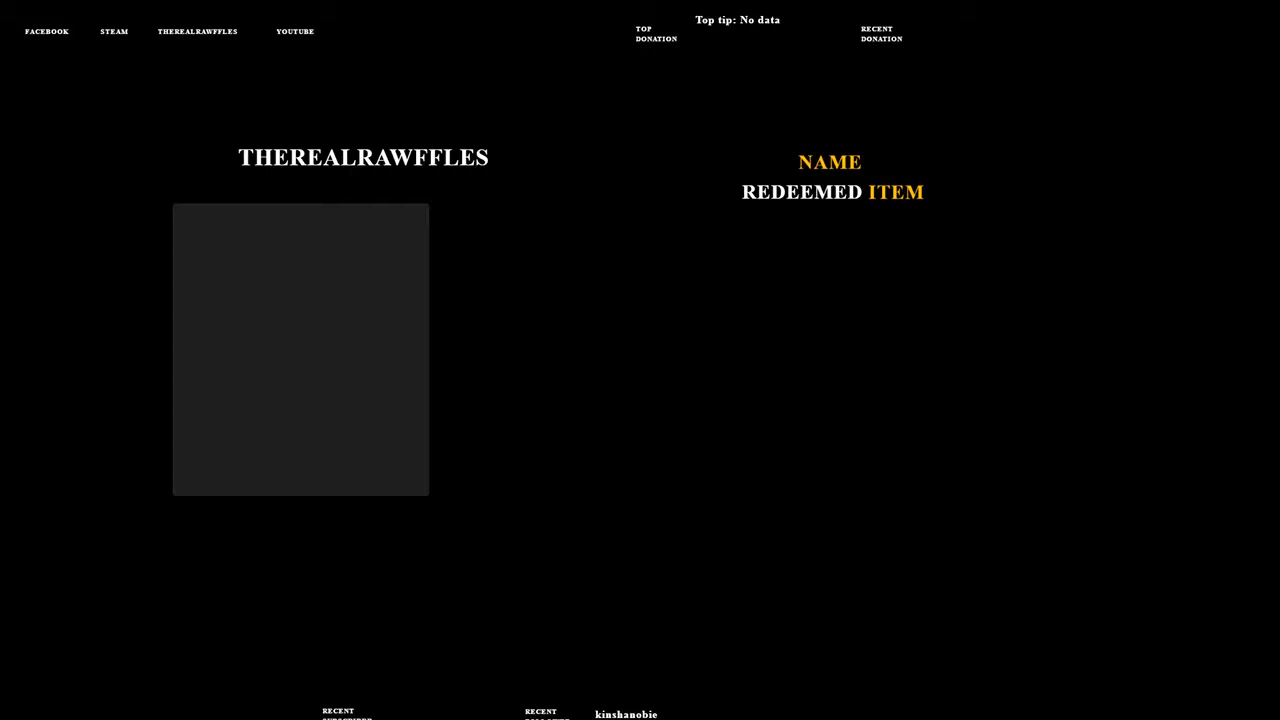 FACEBOOK STEAM THEREALRAWFFLES YOUTUBE
Top tip: No data
TOP
DONATION
RECENT
DONATION
THEREALRAWFFLES
NAME
REDEEMED ITEM
RECENT
RECENT
kinshanobie